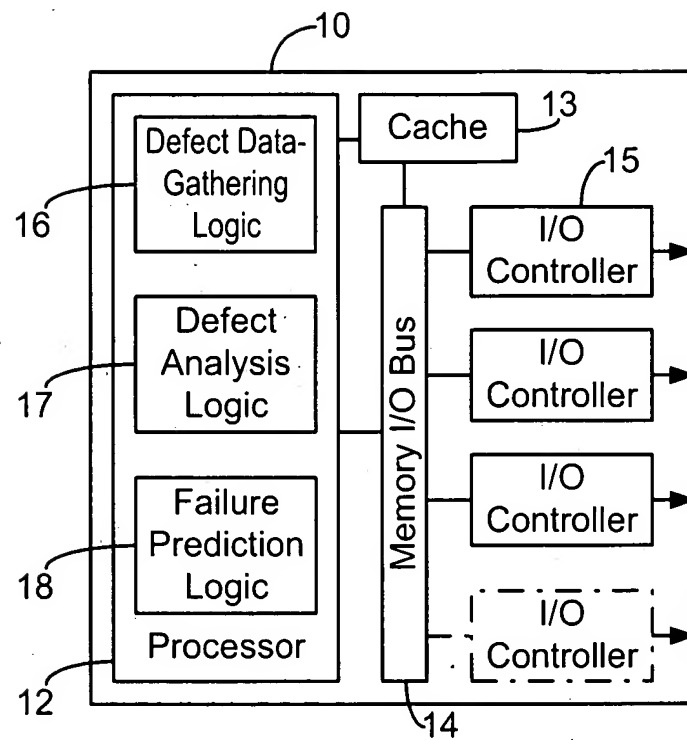 10
Cache
13
Defect Data-
Gathering
Logic
16
15
I/O
Controller
Defect
Analysis
Logic
17
Memory I/O Bus
I/O
Controller
I/O
Controller
Failure
Prediction
Logic
18
I/O
Controller
Processor
12
14